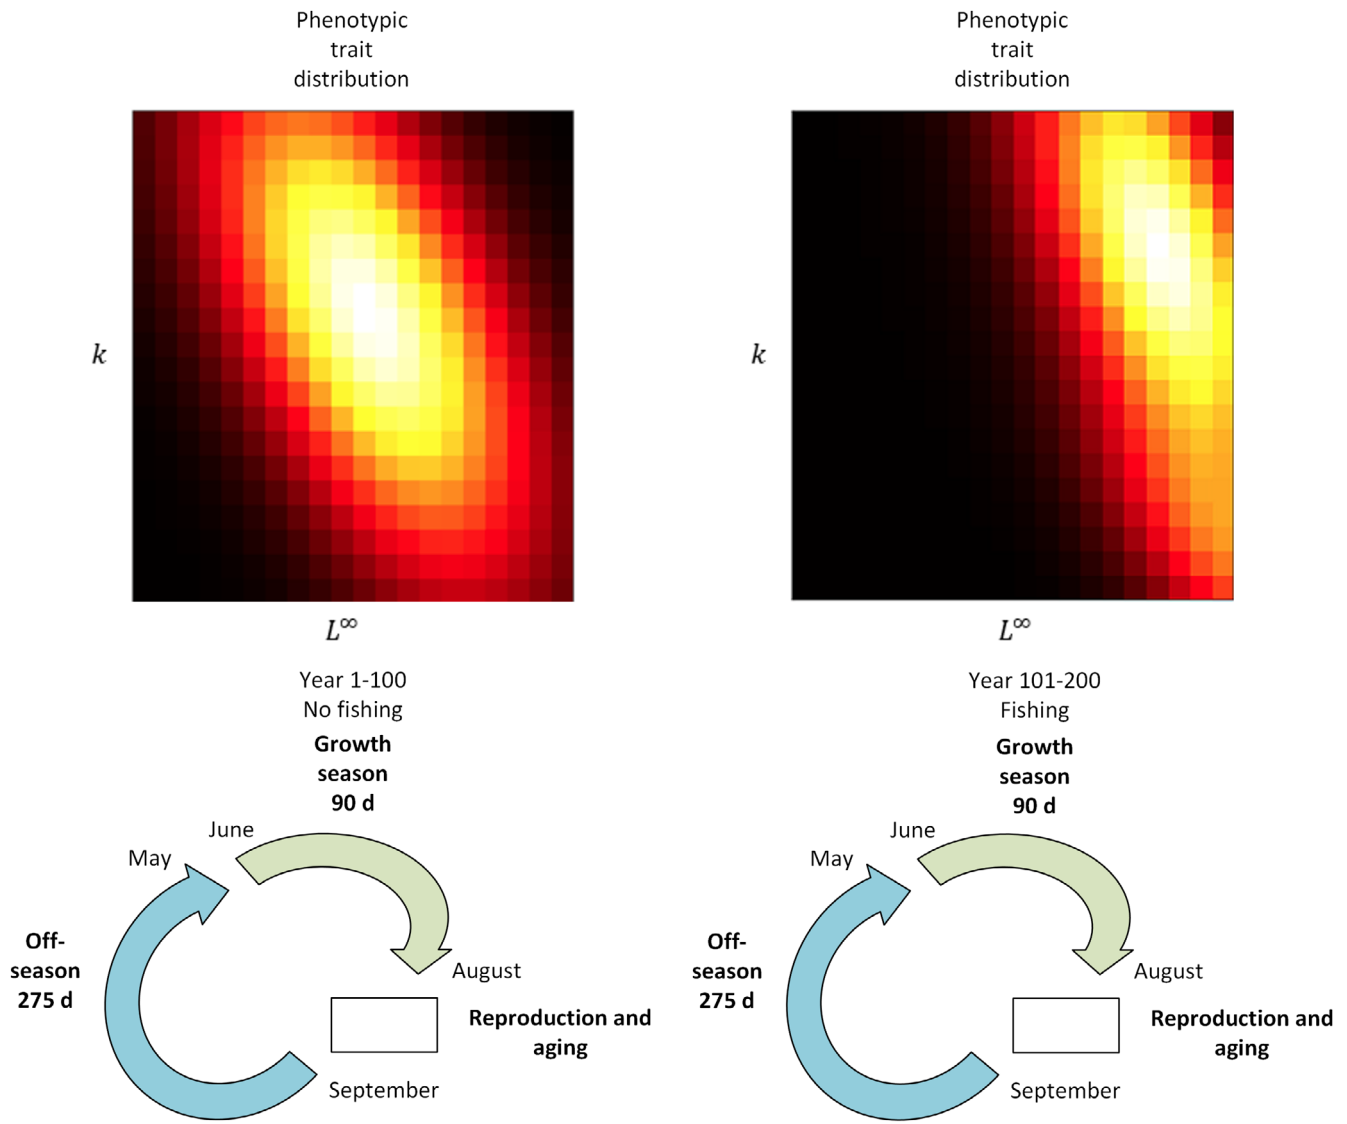 Phenotypic
trait
distribution
k
L∞
Year 1-100
No fishing
Growth
season
90 d
June
May
Off-
season
275 d
August
Reproduction and
aging
September
Phenotypic
trait
distribution
k
L∞
Year 101-200
Fishing
Growth
season
90 d
June
May
Off-
season
275 d
August
Reproduction and
aging
September